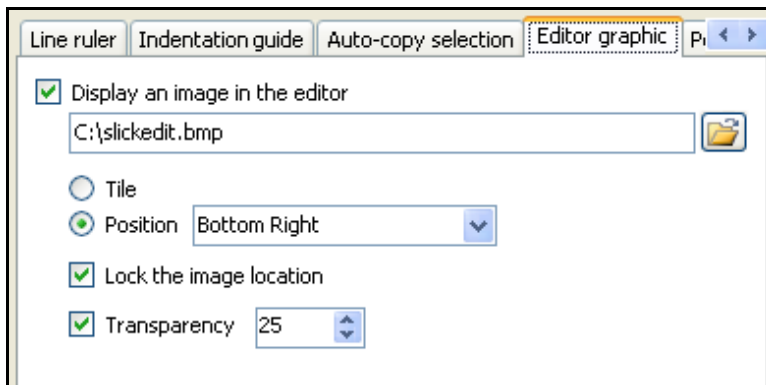 Line ruler Indentation guide Auto-copy selection Editor graphic
Display an image in the editor
C:\slickedit.bmp
Tile
Position Bottom Right
Lock the image location
Transparency 25